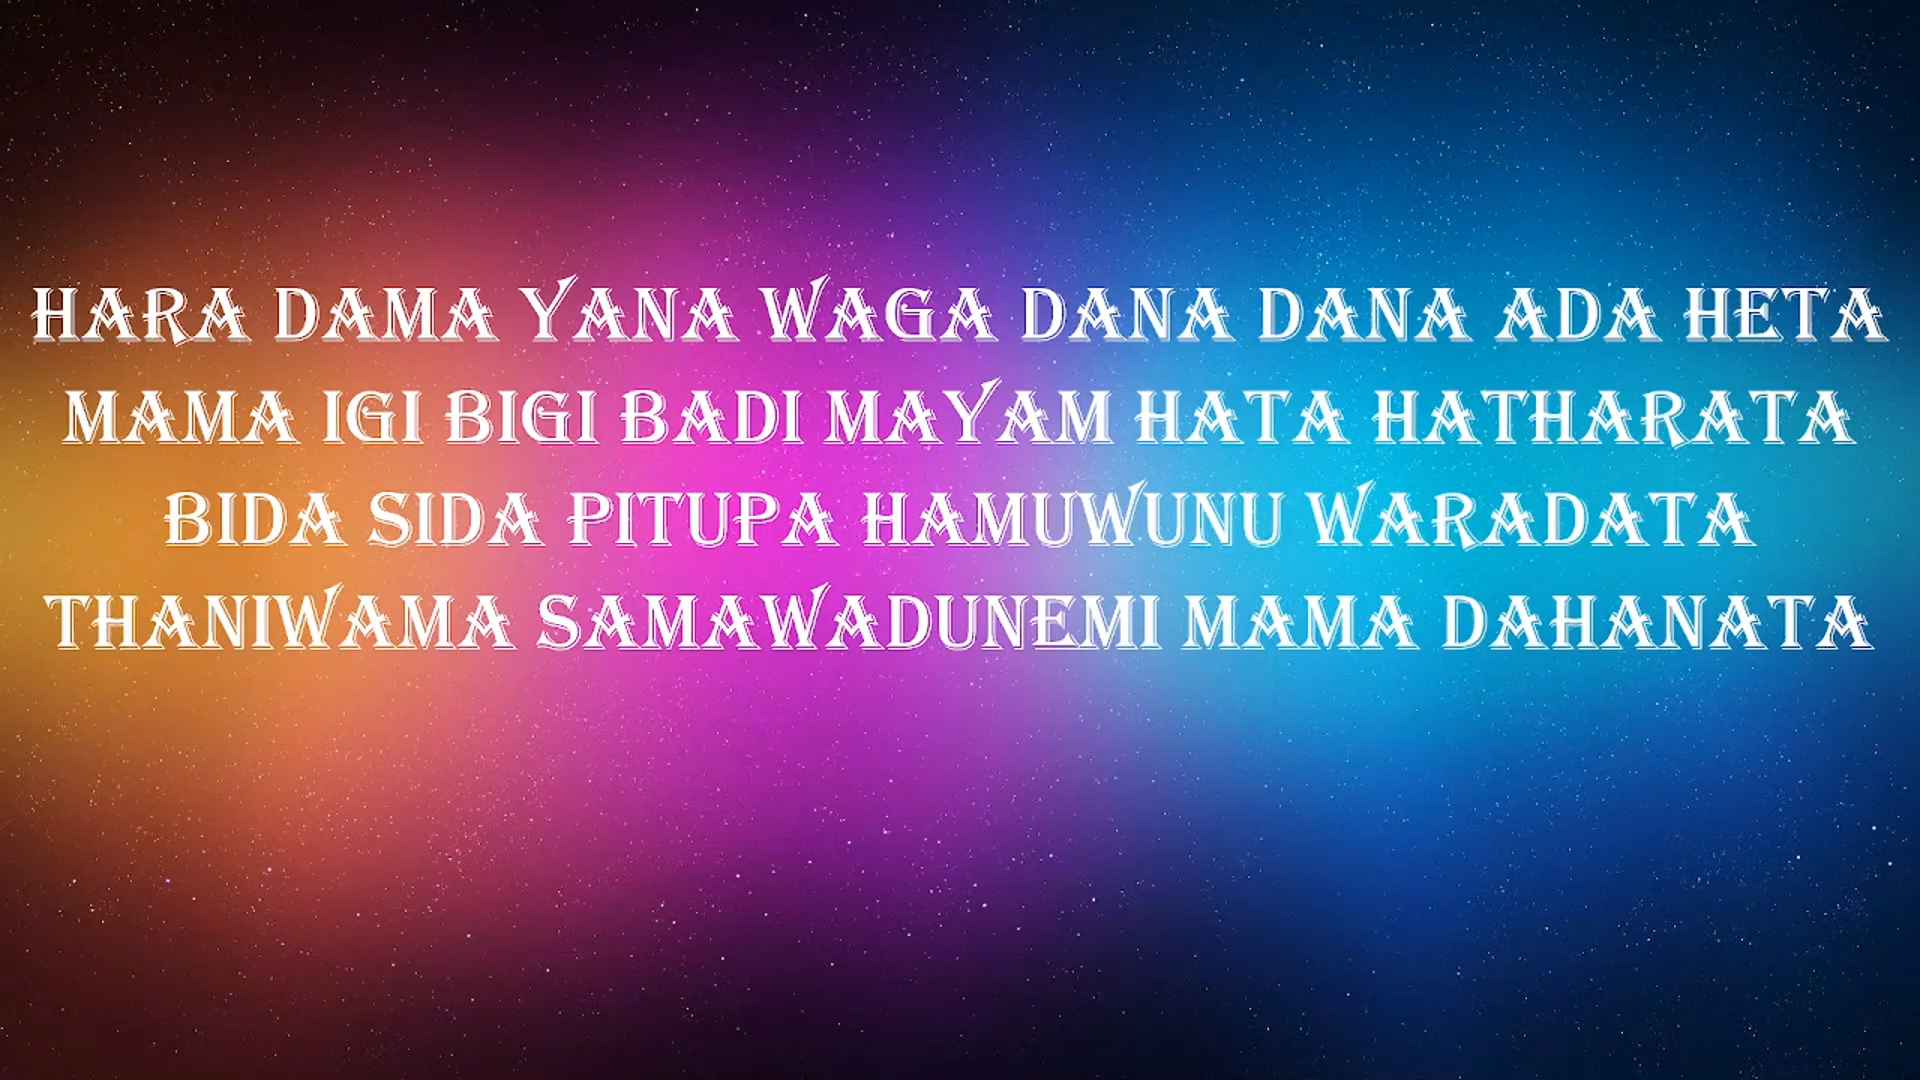 HARA DAMA YANA WAGA DANA DANA ADA HETA
MAMA IGI BIGI BADI MAYAM HATA HATHARATA
BIDA SIDA PITUPA HAMUWUNU WARADATA
THANIWAMA SAMAWADUNEMI MAMA DAHANATA